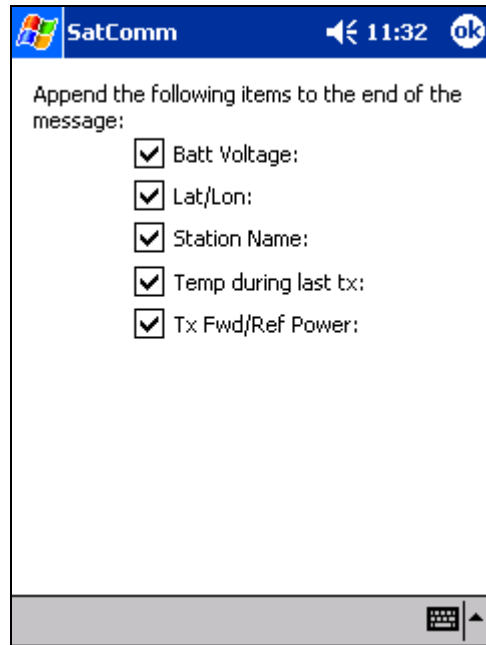 SatComm 11:32 ok
Append the following items to the end of the
message:
Batt Voltage:
Lat/Lon:
Station Name:
Temp during last tx:
Tx Fwd/Ref Power: